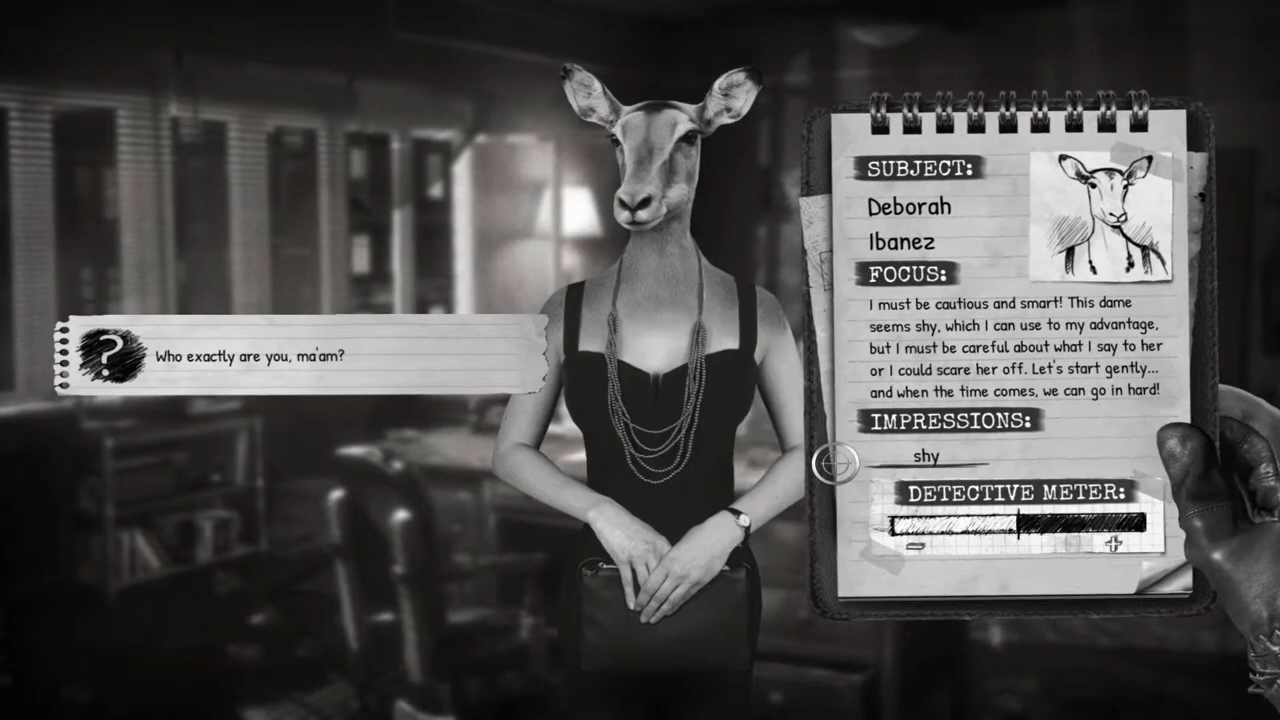 ?
Who exactly are you, ma'am?
SUBJECT:
Deborah
Ibanez
FOCUS:
I must be cautious and smart! This dame
seems shy, which I can use to my advantage,
but I must be careful about what I say to her
or I could scare her off. Let's start gently...
and when the time comes, we can go in hard!
IMPRESSIONS:
shy
DETECTIVE METER:
- +